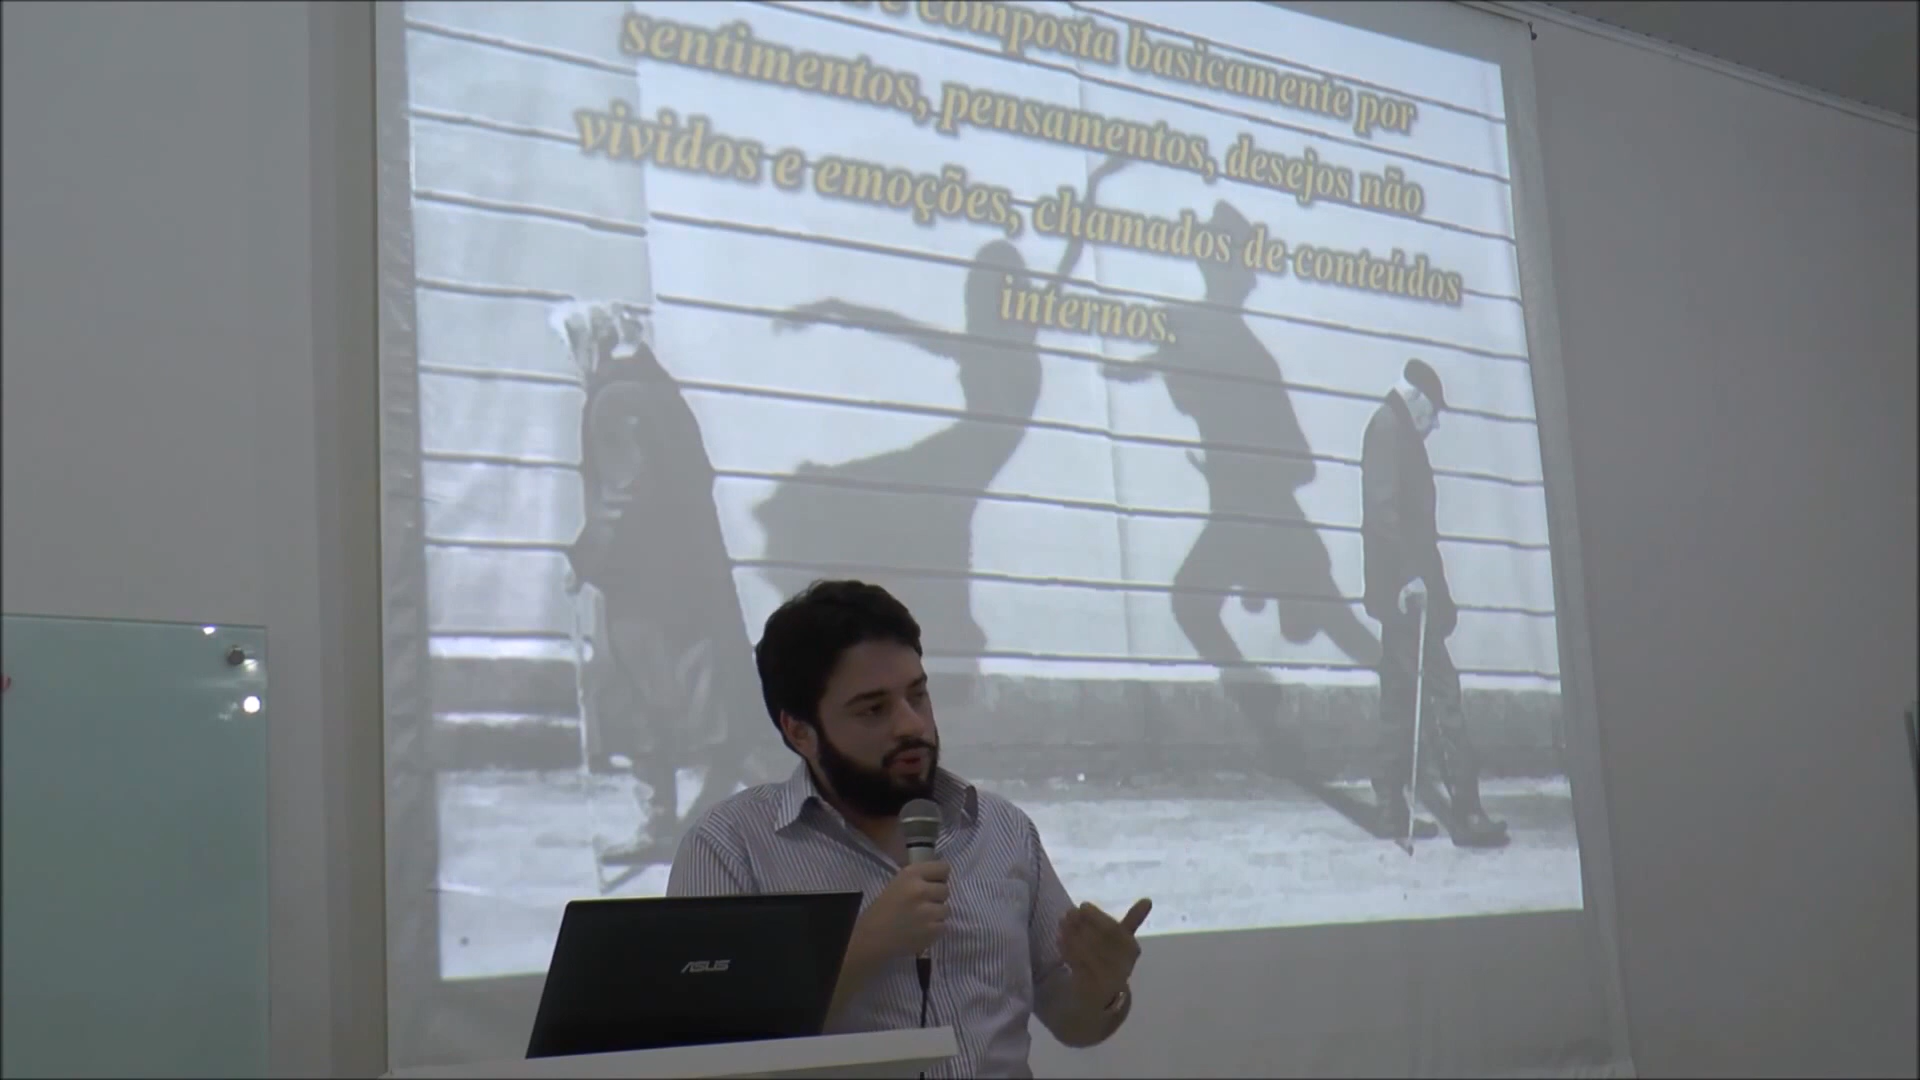 composta basicamente por
sentimentos, pensamentos, desejos não
vividos e emoções, chamados de conteúdos
internos.
ASUS